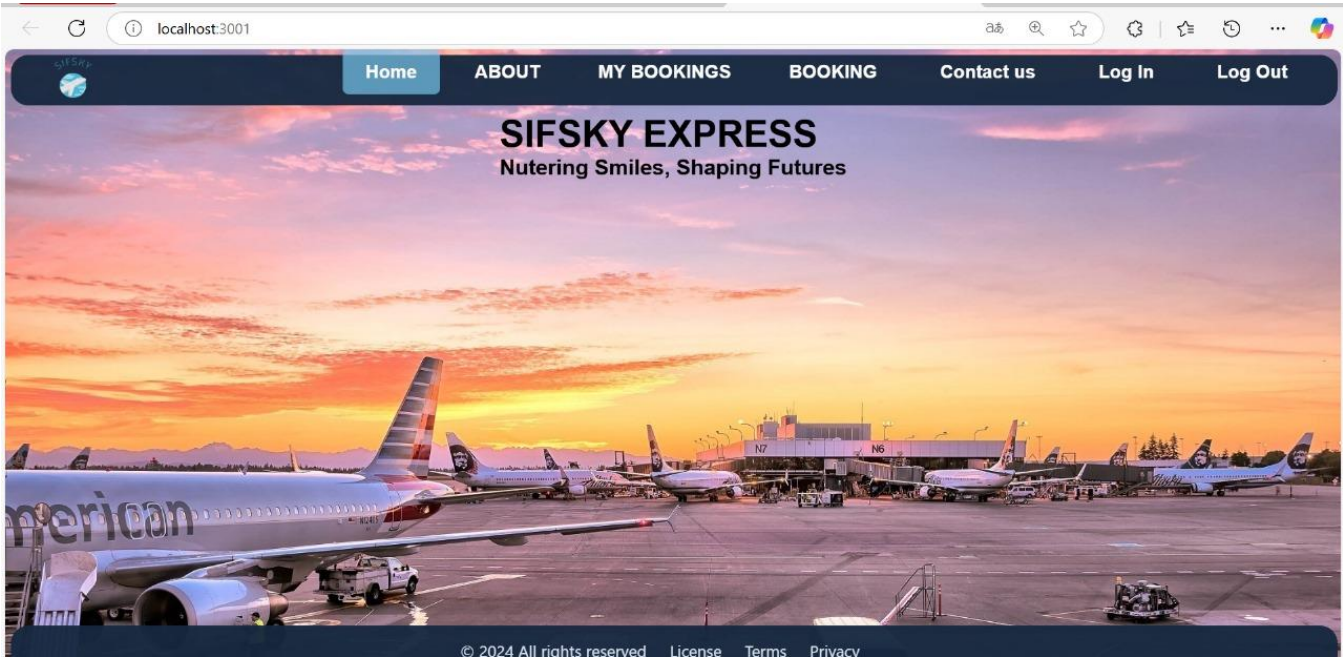 localhost:3001
SIFSKY
Home ABOUT MY BOOKINGS BOOKING Contact us Log In Log Out
SIFSKY EXPRESS
Nutering Smiles, Shaping Futures
N7 N6
merican
© 2024 All rights reserved License Terms Privacy